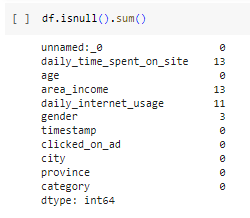 [ ] df.isnull().sum()
unnamed:_0 0
daily_time_spent_on_site 13
age 0
area_income 13
daily_internet_usage 11
gender 3
timestamp 0
clicked_on_ad 0
city 0
province 0
category 0
dtype: int64